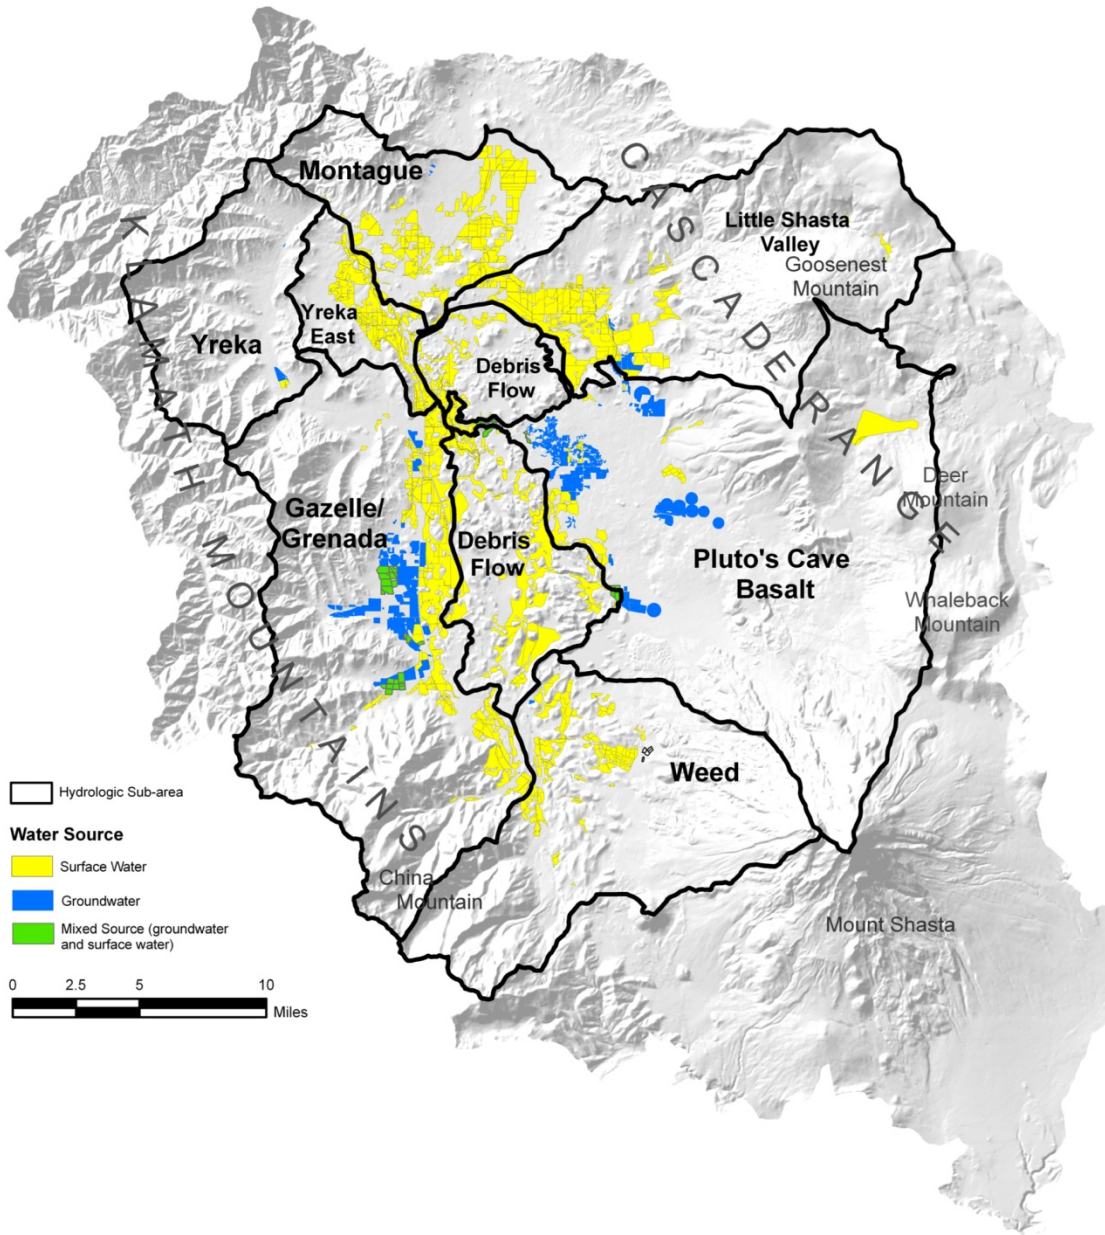 Montague
Little Shasta
Valley
Goosenest
Mountain
CASCADE RANGE
KLAMATH MOUNTAINS
Yreka
East
Yreka
Debris
Flow
Deer
Mountain
Gazelle/
Grenada
Debris
Flow
Pluto's Cave
Basalt
Whaleback
Mountain
Weed
Hydrologic Sub-area
Water Source
Surface Water
Groundwater
Mixed Source (groundwater
and surface water)
China
Mountain
Mount Shasta
0 2.5 5 10
Miles